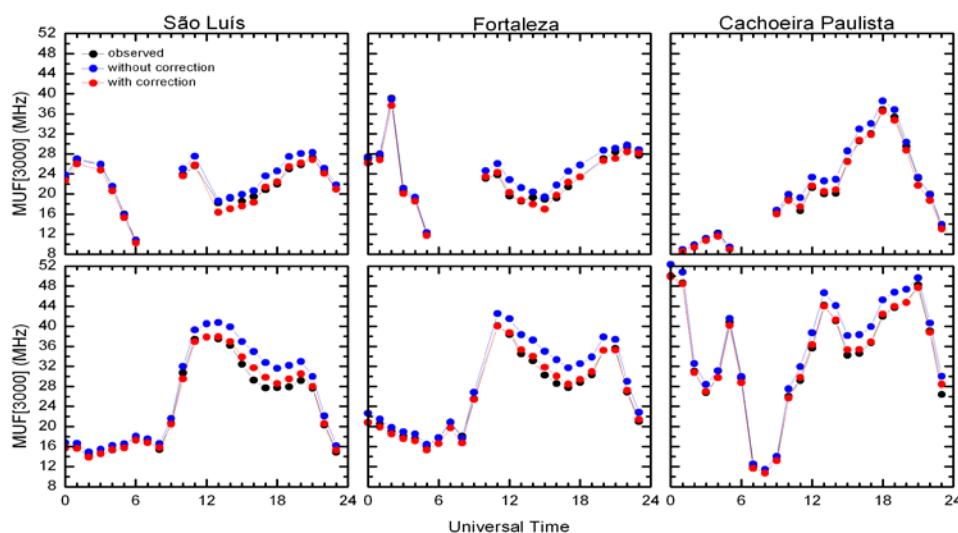 São Luís
Fortaleza
Cachoeira Paulista
MUF[3000] (MHz)
52
48
44
40
36
32
28
24
20
16
12
8
observed
without correction
with correction
MUF[3000] (MHz)
52
48
44
40
36
32
28
24
20
16
12
8
0 6 12 18 24
0 6 12 18 23
0 6 12 18 24
Universal Time